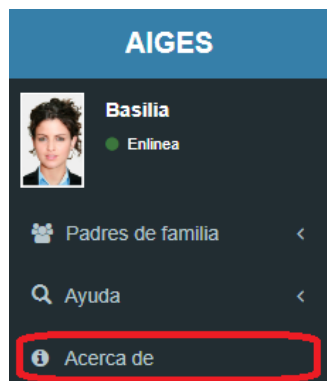 AIGES
Basilia
Enlinea
Padres de familia
Ayuda
Acerca de